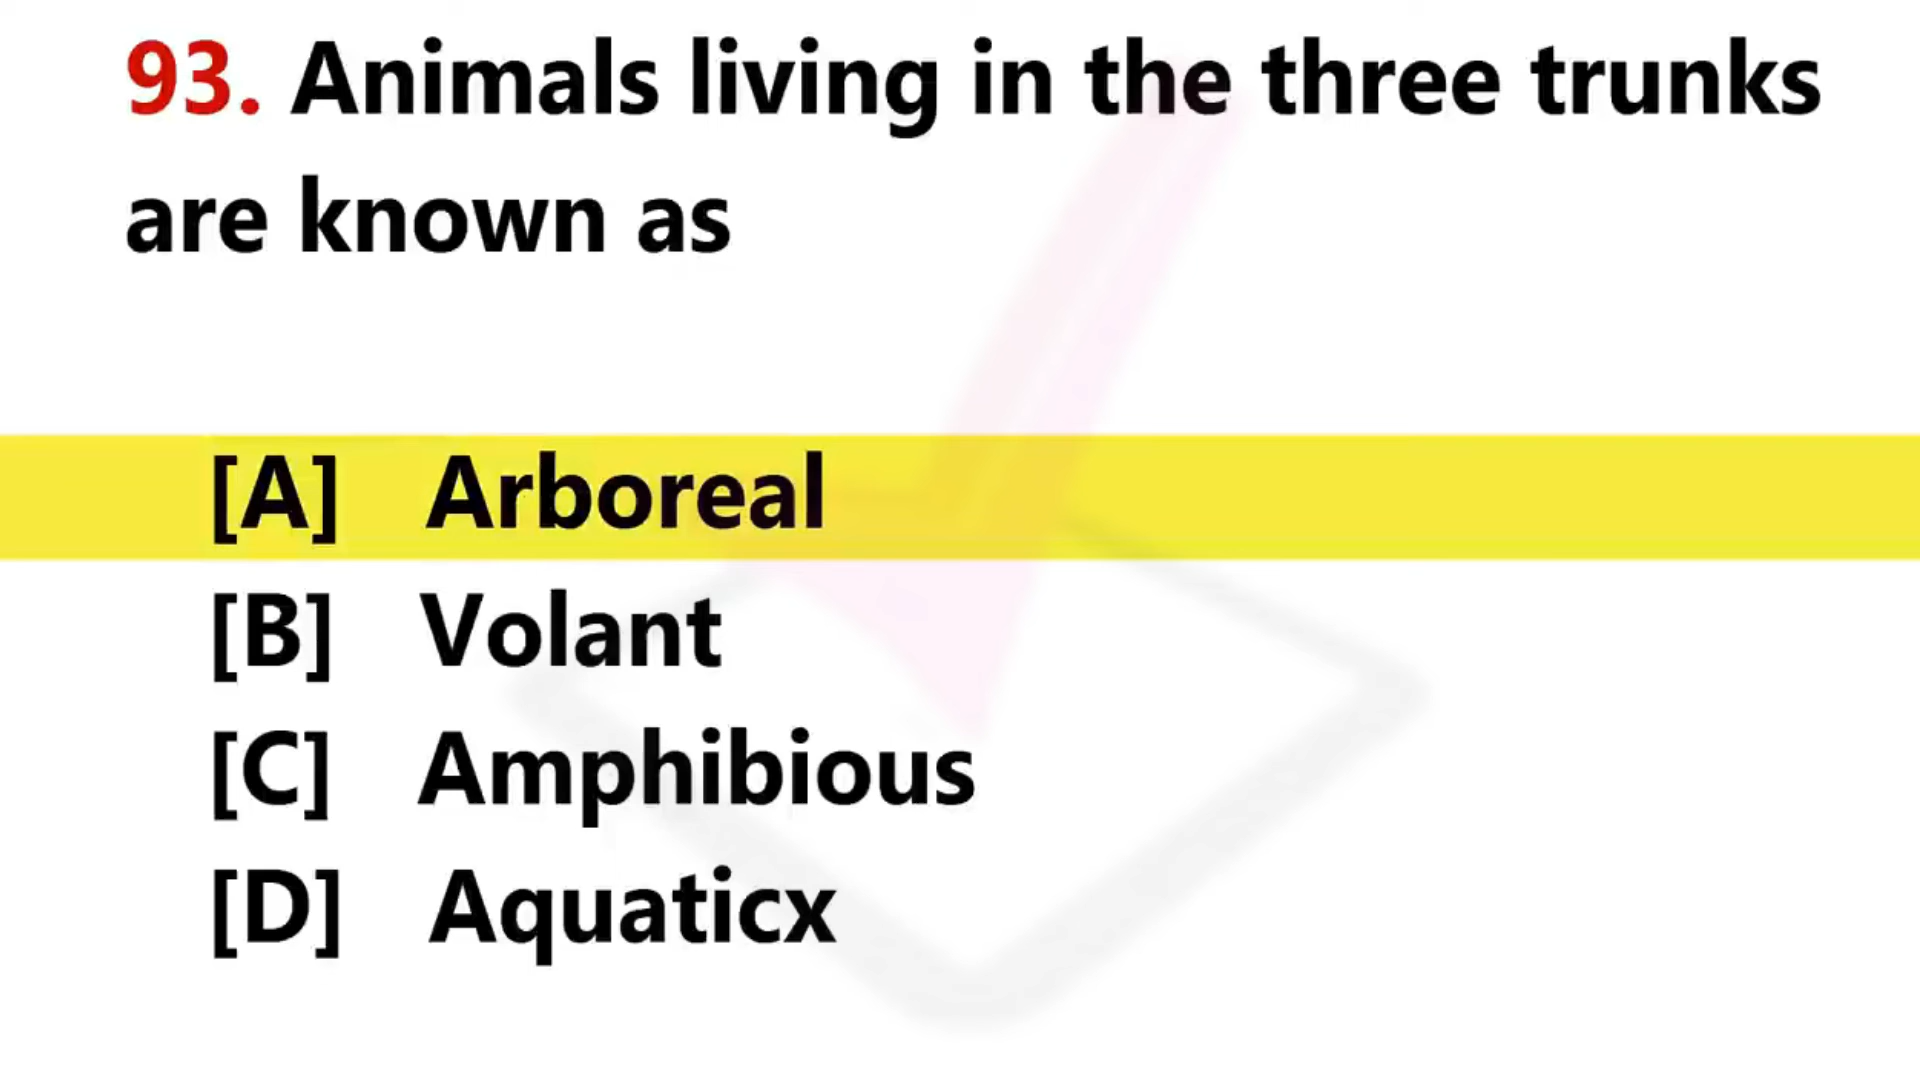 93. Animals living in the three trunks
are known as
[A] Arboreal
[B] Volant
[C] Amphibious
[D] Aquaticx